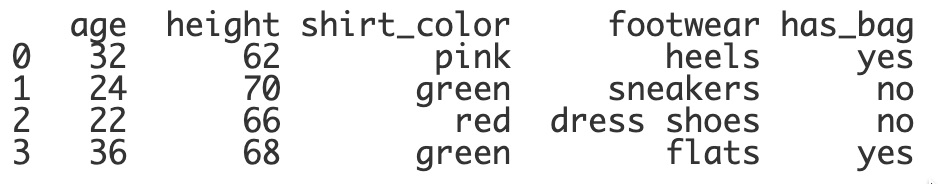 age height shirt_color footwear has_bag
0 32 62 pink heels yes
1 24 70 green sneakers no
2 22 66 red dress shoes no
3 36 68 green flats yes